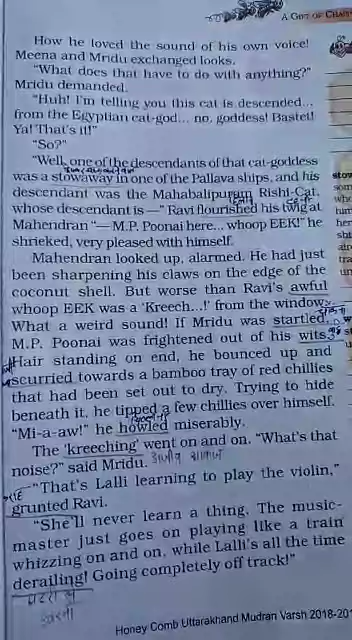 A GIFT OF CHAPP
How he loved the sound of his own voice!
Meena and Mridu exchanged looks.
"What does that have to do with anything?"
Mridu demanded.
"Huh! I'm telling you this cat is descended...
from the Egyptian cat-god... no, goddess! Bastet!
Ya! That's it!"
"So?"
"Well, one of the descendants of that cat-goddess
was a stowaway in one of the Pallava ships, and his
descendant was the Mahabalipuram Rishi-Cat,
whose descendant is —" Ravi flourished his twig at
Mahendran "— M.P. Poonai here... whoop EEK!" he
shrieked, very pleased with himself.
Mahendran looked up, alarmed. He had just
been sharpening his claws on the edge of the
coconut shell. But worse than Ravi's awful
whoop EEK was a 'Kreech...!' from the window.
What a weird sound! If Mridu was startled,
M.P. Poonai was frightened out of his wits.
Hair standing on end, he bounced up and
scurried towards a bamboo tray of red chillies
that had been set out to dry. Trying to hide
beneath it, he tipped a few chillies over himself.
"Mi-a-aw!" he howled miserably.
The 'kreeching' went on and on. "What's that
noise?" said Mridu.
"That's Lalli learning to play the violin,"
grunted Ravi.
"She'll never learn a thing. The music-
master just goes on playing like a train
whizzing on and on, while Lalli's all the time
derailing! Going completely off track!"
Honey Comb Uttarakhand Mudran Varsh 2018-201